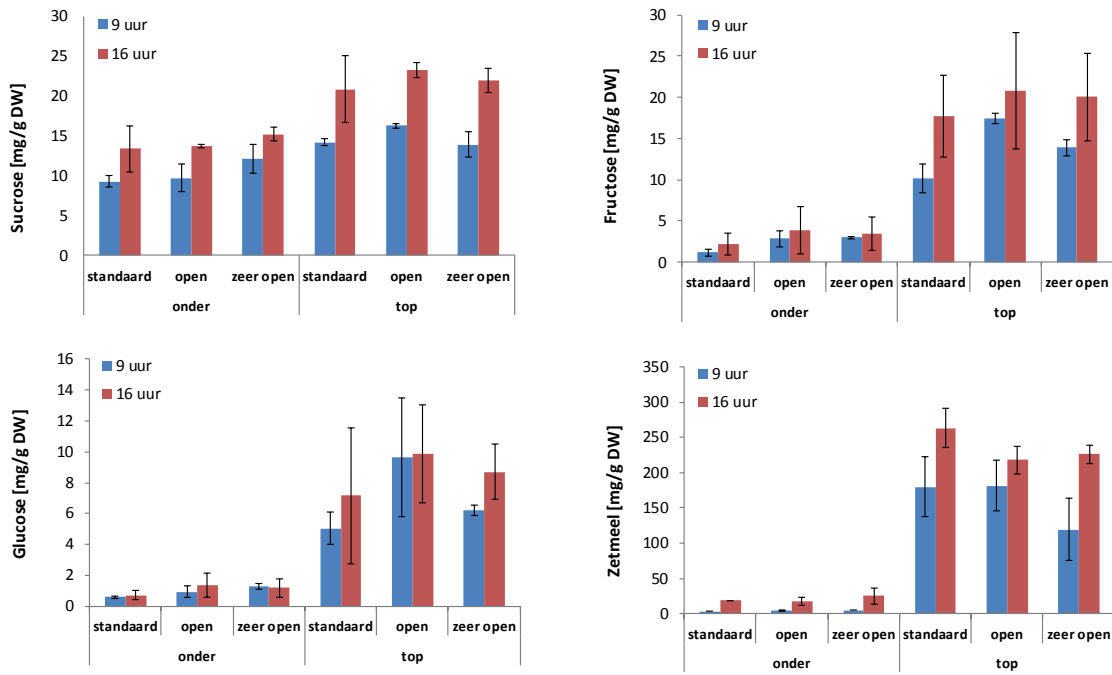 9 uur
16 uur
Sucrose [mg/g DW]
30
25
20
15
10
5
0
standaard open zeer open standaard open zeer open
onder top
9 uur
16 uur
Fructose [mg/g DW]
30
25
20
15
10
5
0
standaard open zeer open standaard open zeer open
onder top
9 uur
16 uur
Glucose [mg/g DW]
16
14
12
10
8
6
4
2
0
standaard open zeer open standaard open zeer open
onder top
9 uur
16 uur
Zetmeel [mg/g DW]
350
300
250
200
150
100
50
0
standaard open zeer open standaard open zeer open
onder top